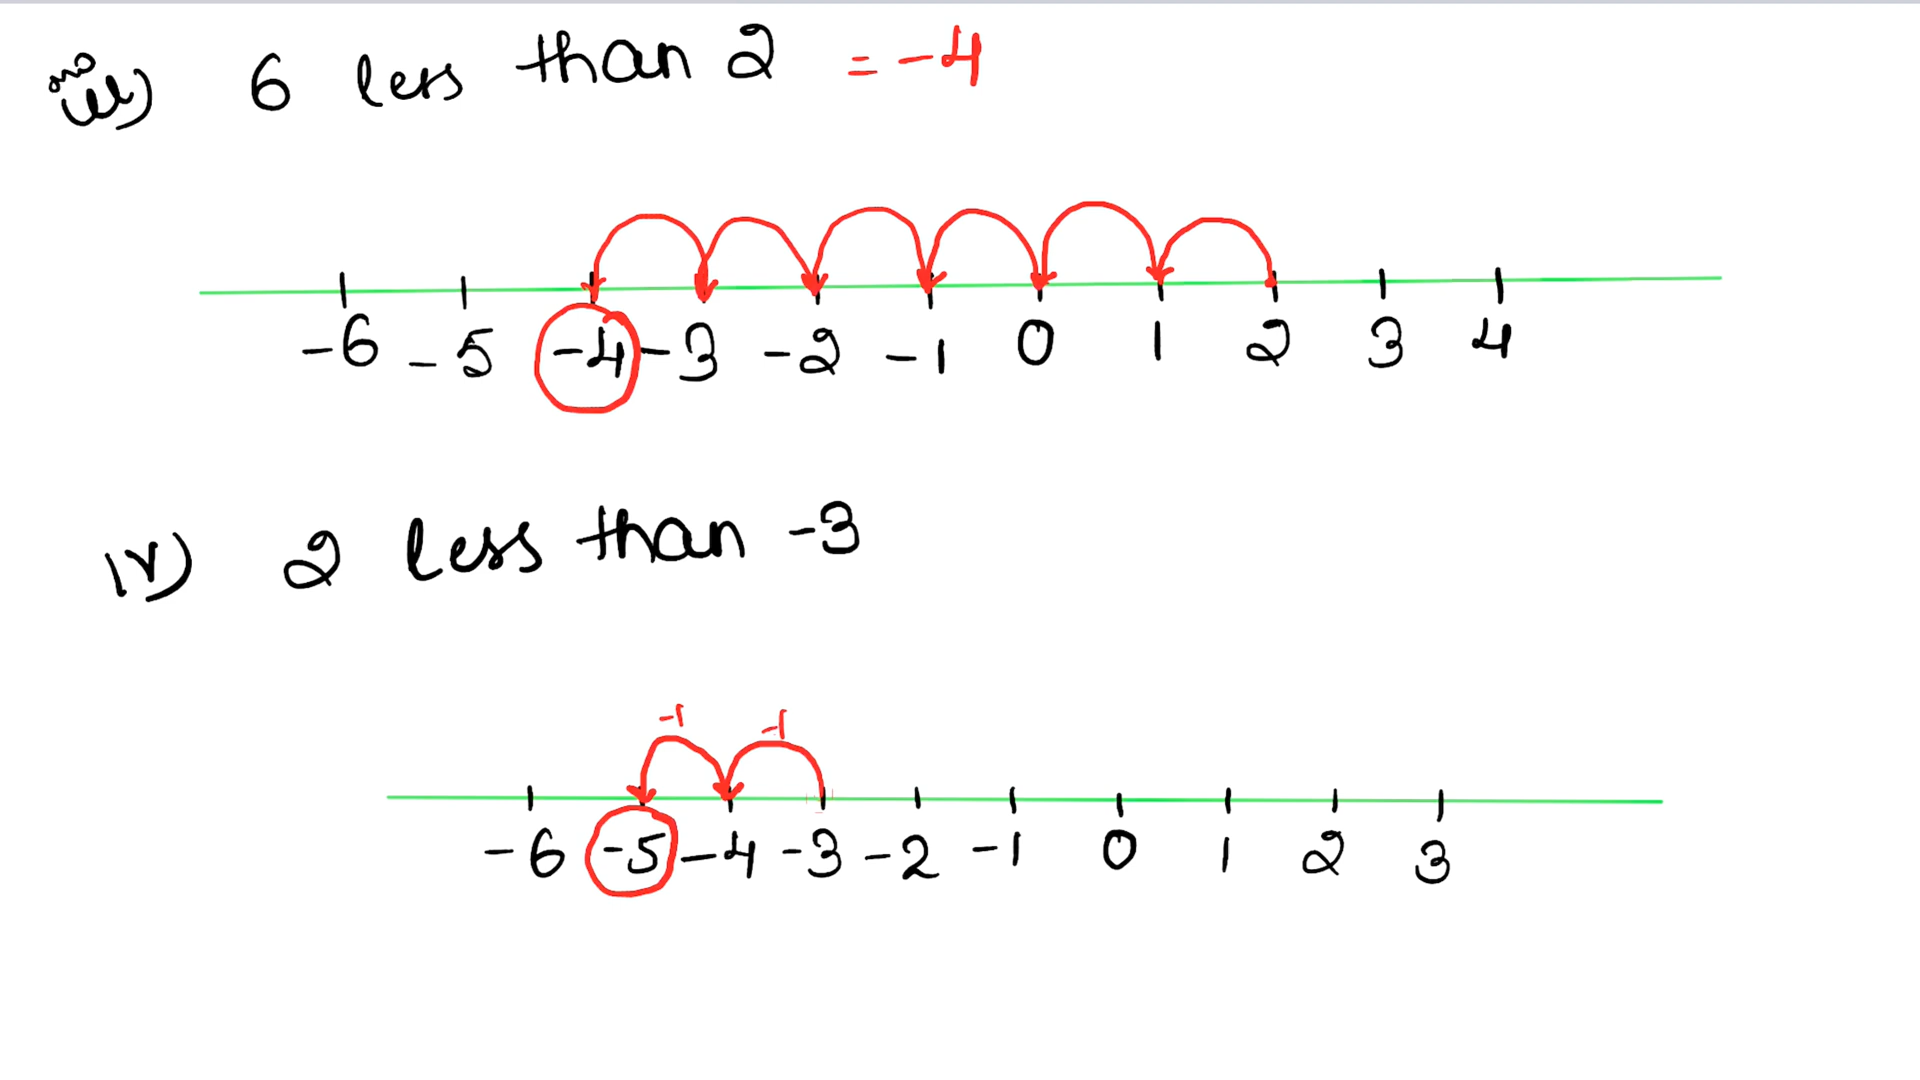 iii) 6 less than 2 = -4
-6 -5 -4 -3 -2 -1 0 1 2 3 4
iv) 2 less than -3
-1 -1
-6 -5 -4 -3 -2 -1 0 1 2 3